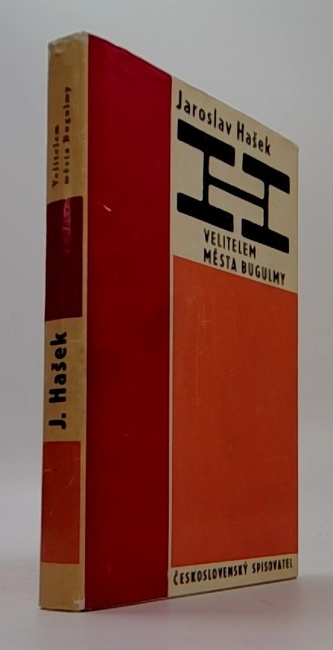 Velitelem
města Bugulmy
J. Hašek
Jaroslav Hašek
H
VELITELEM
MĚSTA BUGULMY
ČESKOSLOVENSKÝ SPISOVATEL